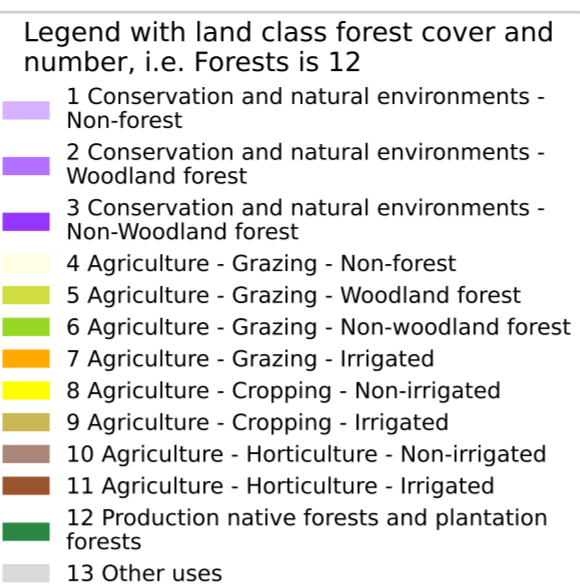 Legend with land class forest cover and
number, i.e. Forests is 12
1 Conservation and natural environments -
Non-forest
2 Conservation and natural environments -
Woodland forest
3 Conservation and natural environments -
Non-Woodland forest
4 Agriculture - Grazing - Non-forest
5 Agriculture - Grazing - Woodland forest
6 Agriculture - Grazing - Non-woodland forest
7 Agriculture - Grazing - Irrigated
8 Agriculture - Cropping - Non-irrigated
9 Agriculture - Cropping - Irrigated
10 Agriculture - Horticulture - Non-irrigated
11 Agriculture - Horticulture - Irrigated
12 Production native forests and plantation
forests
13 Other uses